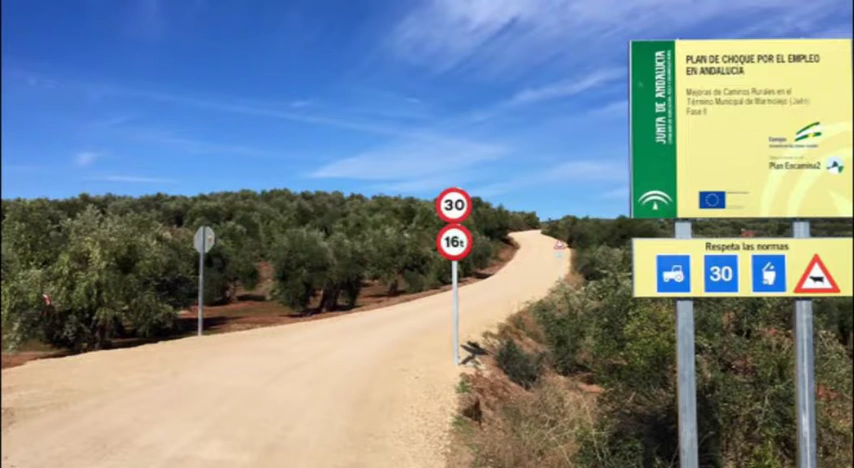 30
16t
JUNTA DE ANDALUCIA
PLAN DE CHOQUE POR EL EMPLEO
EN ANDALUCÍA
Mejoras de Caminos Rurales en el
Término Municipal de Marmolejo (Jaén)
Fase II
Plan Encamina2
Respeta las normas
30